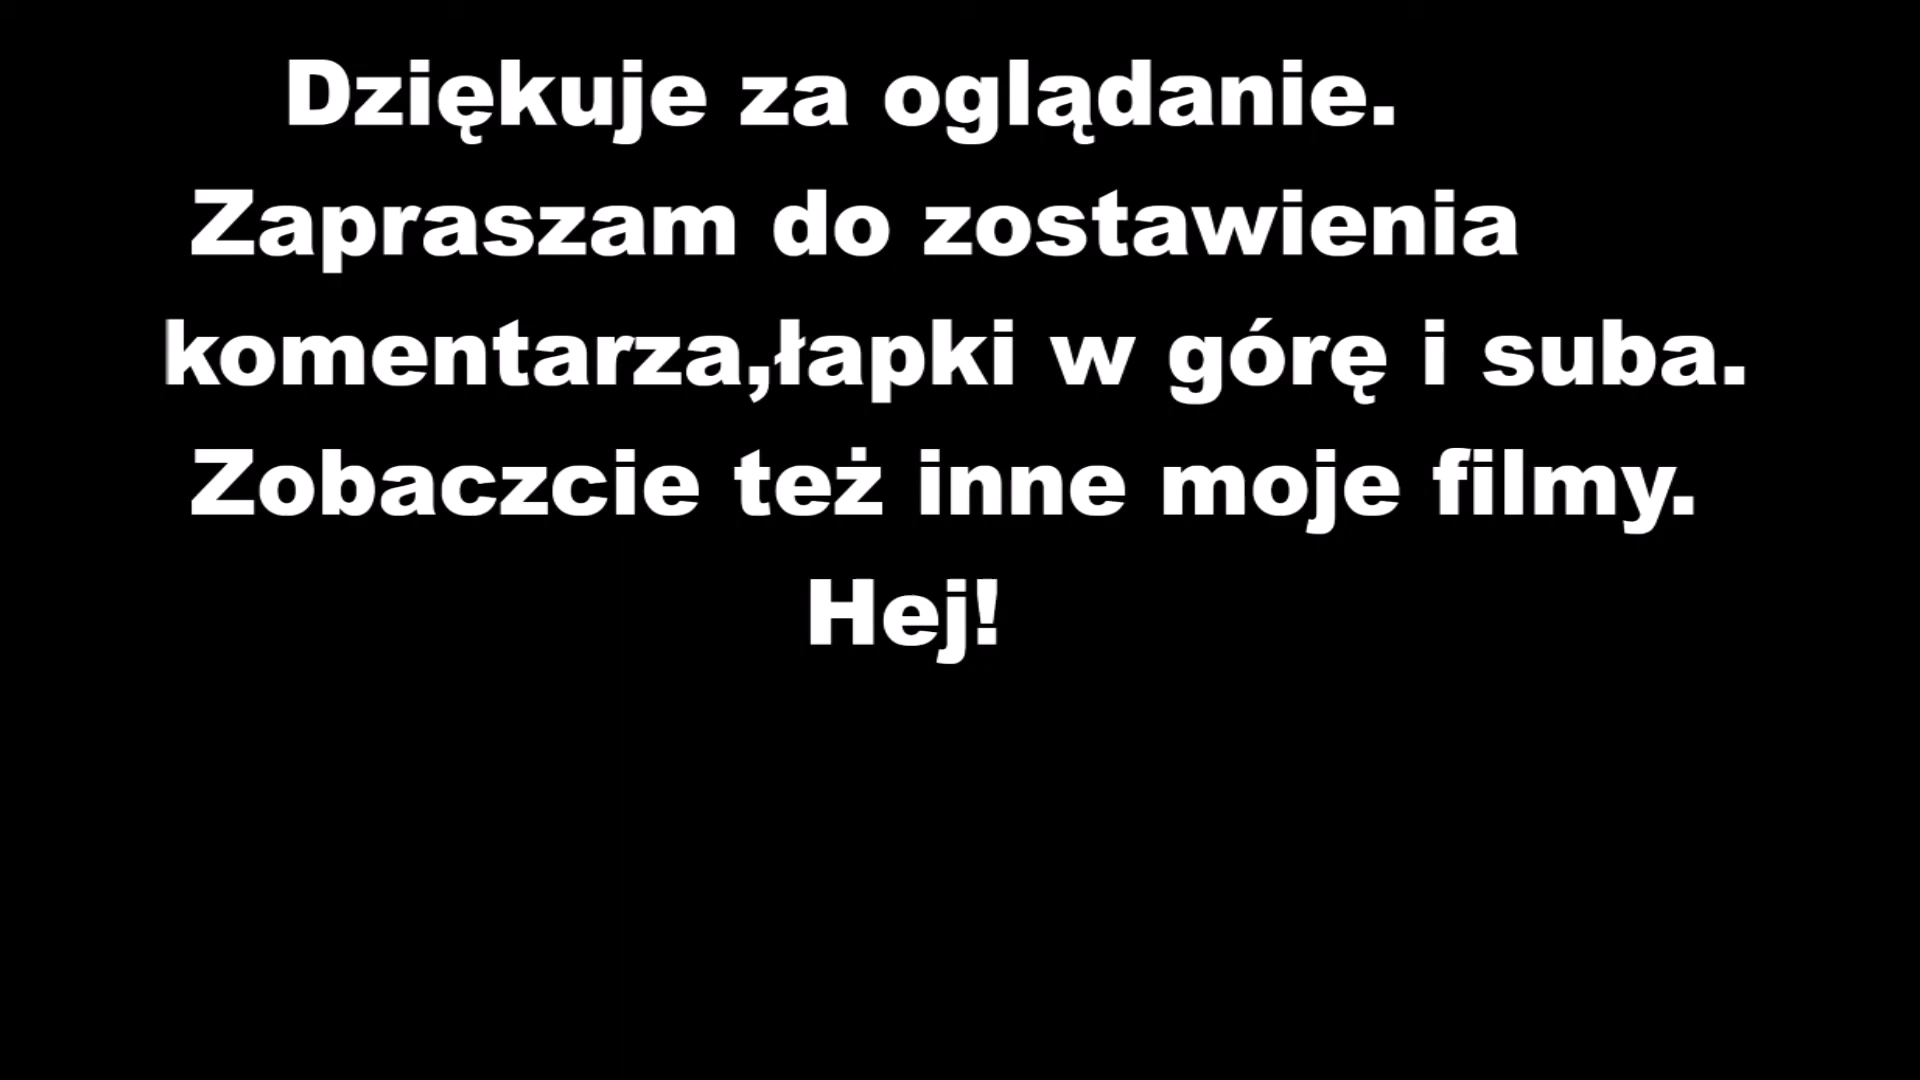 Dziękuje za oglądanie.
Zapraszam do zostawienia
komentarza,łapki w górę i suba.
Zobaczcie też inne moje filmy.
Hej!